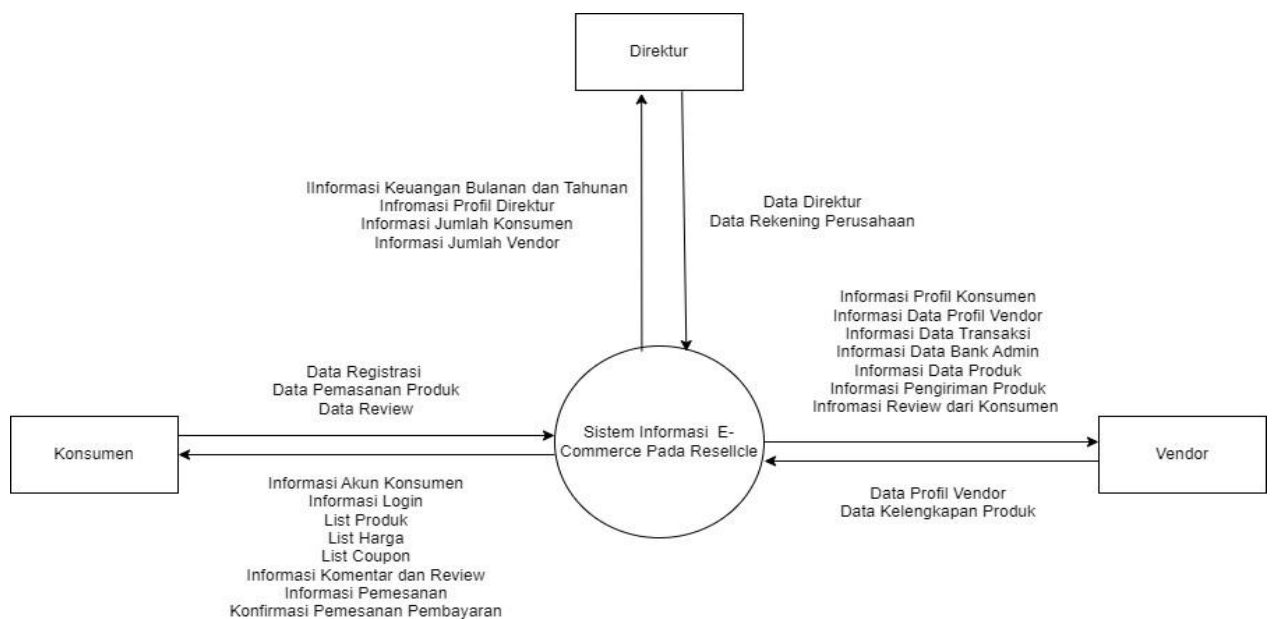 Direktur
IInformasi Keuangan Bulanan dan Tahunan
Infromasi Profil Direktur
Informasi Jumlah Konsumen
Informasi Jumlah Vendor
Data Direktur
Data Rekening Perusahaan
Informasi Profil Konsumen
Informasi Data Profil Vendor
Informasi Data Transaksi
Informasi Data Bank Admin
Informasi Data Produk
Informasi Pengiriman Produk
Infromasi Review dari Konsumen
Data Registrasi
Data Pemasanan Produk
Data Review
Konsumen
Sistem Informasi E-
Commerce Pada Resellcle
Vendor
Informasi Akun Konsumen
Informasi Login
List Produk
List Harga
List Coupon
Informasi Komentar dan Review
Informasi Pemesanan
Konfirmasi Pemesanan Pembayaran
Data Profil Vendor
Data Kelengkapan Produk